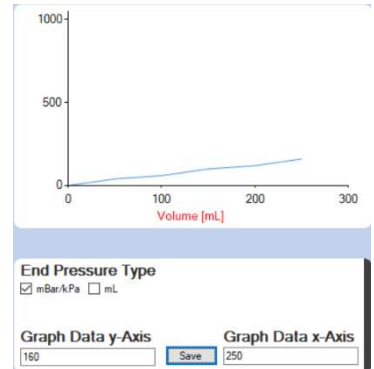 1000
500
0
0 100 200 300
Volume [mL]
End Pressure Type
mBar/kPa mL
Graph Data y-Axis Graph Data x-Axis
160 Save 250